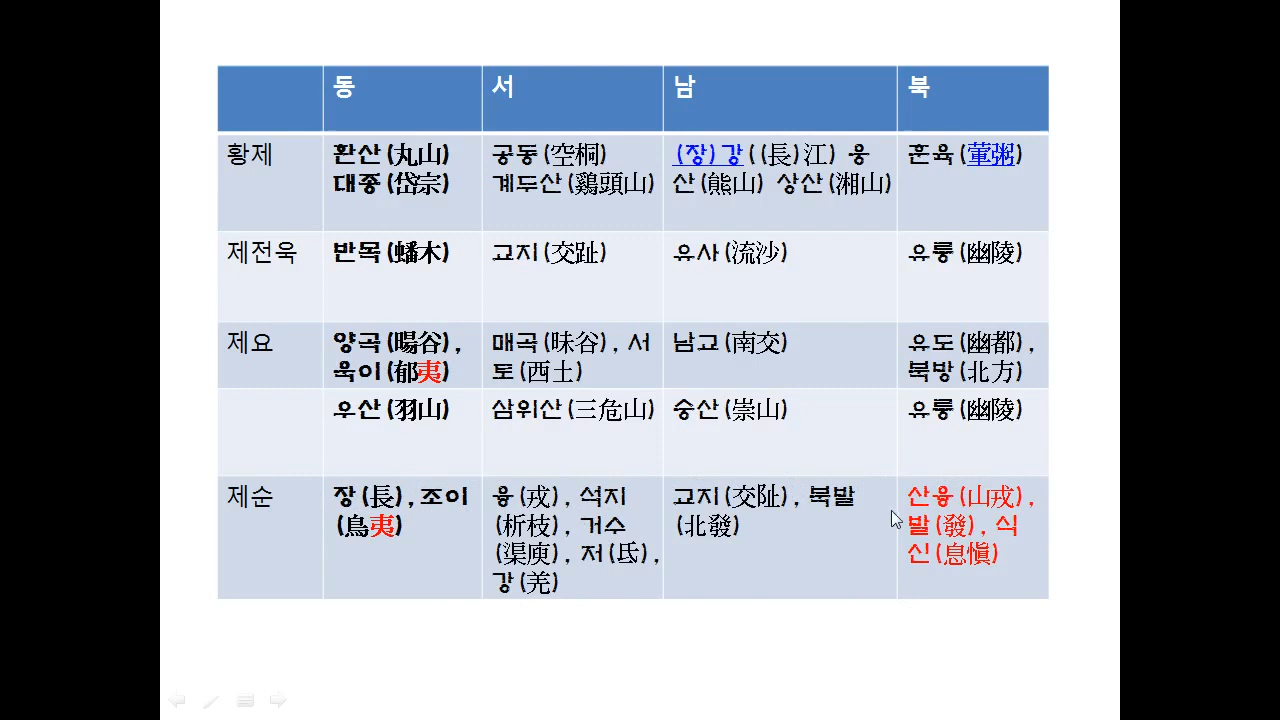 동 서 남 북
황제 환산(丸山) 공동(空桐) (장)강((長)江) 웅 훈육(葷粥)
대종(岱宗) 계두산(鷄頭山) 산(熊山) 상산(湘山)
제전욱 반목(蟠木) 교지(交趾) 유사(流沙) 유릉(幽陵)
제요 양곡(暘谷), 매곡(昧谷), 서 남교(南交) 유도(幽都),
욱이(郁夷) 토(西土) 북방(北方)
우산(羽山) 삼위산(三危山) 숭산(崇山) 유릉(幽陵)
제순 장(長), 조이 융(戎), 석지 교지(交阯), 북발 산융(山戎),
(鳥夷) (析枝), 거수 (北發) 발(發), 식
(渠庾), 저(氐), 신(息愼)
강(羌)